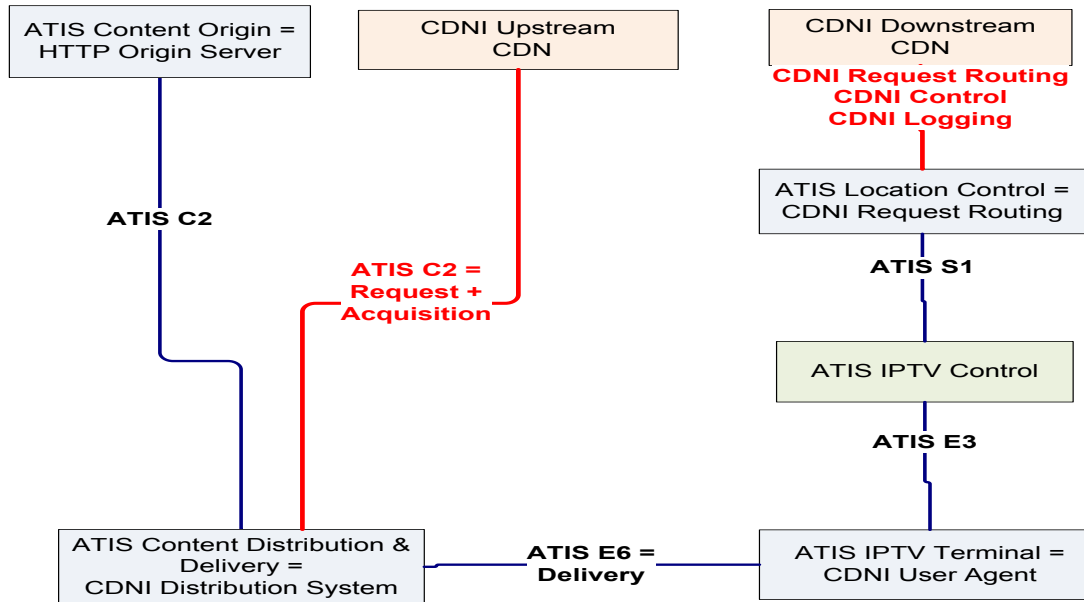 ATIS Content Origin =
HTTP Origin Server
CDNI Upstream
CDN
CDNI Downstream
CDN
CDNI Request Routing
CDNI Control
CDNI Logging
ATIS Location Control =
CDNI Request Routing
ATIS C2
ATIS S1
ATIS C2 =
Request +
Acquisition
ATIS IPTV Control
ATIS E3
ATIS Content Distribution &
Delivery =
CDNI Distribution System
ATIS E6 =
Delivery
ATIS IPTV Terminal =
CDNI User Agent